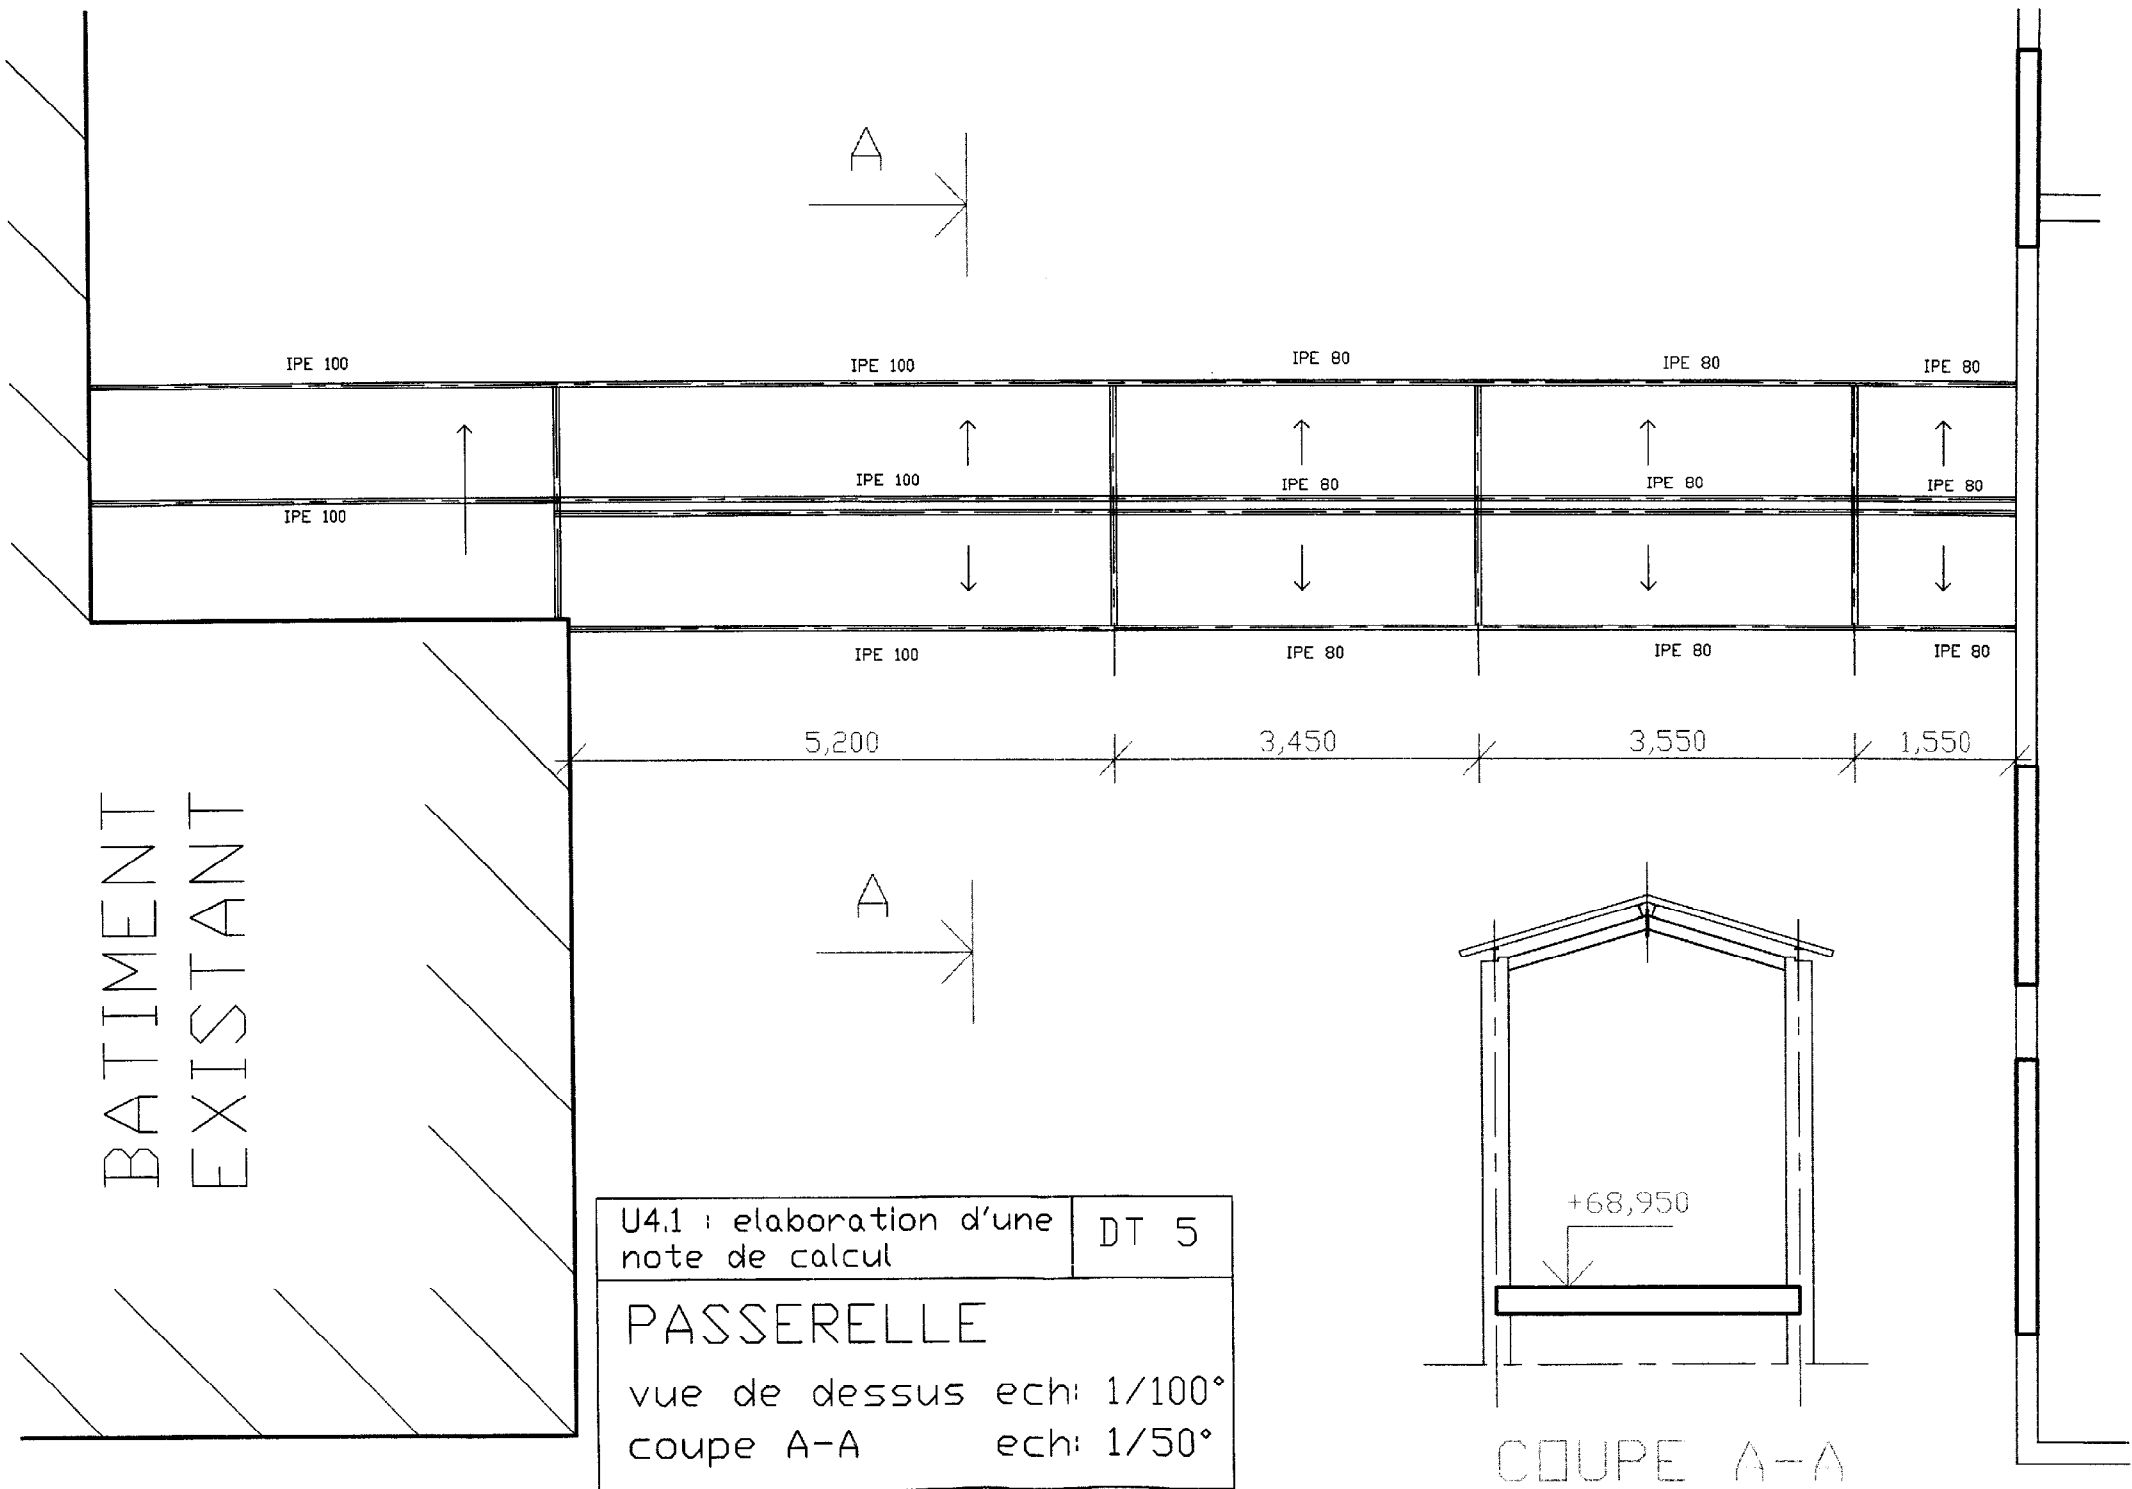 A
IPE 100
IPE 100
IPE 80
IPE 80
IPE 80
IPE 100
IPE 80
IPE 80
IPE 80
IPE 100
IPE 100
IPE 80
IPE 80
IPE 80
5,200
3,450
3,550
1,550
BATIMENT
EXISTANT
A
+68,950
COUPE A-A
U4.1 : elaboration d'une
note de calcul
DT 5
PASSERELLE
vue de dessus ech: 1/100°
coupe A-A ech: 1/50°